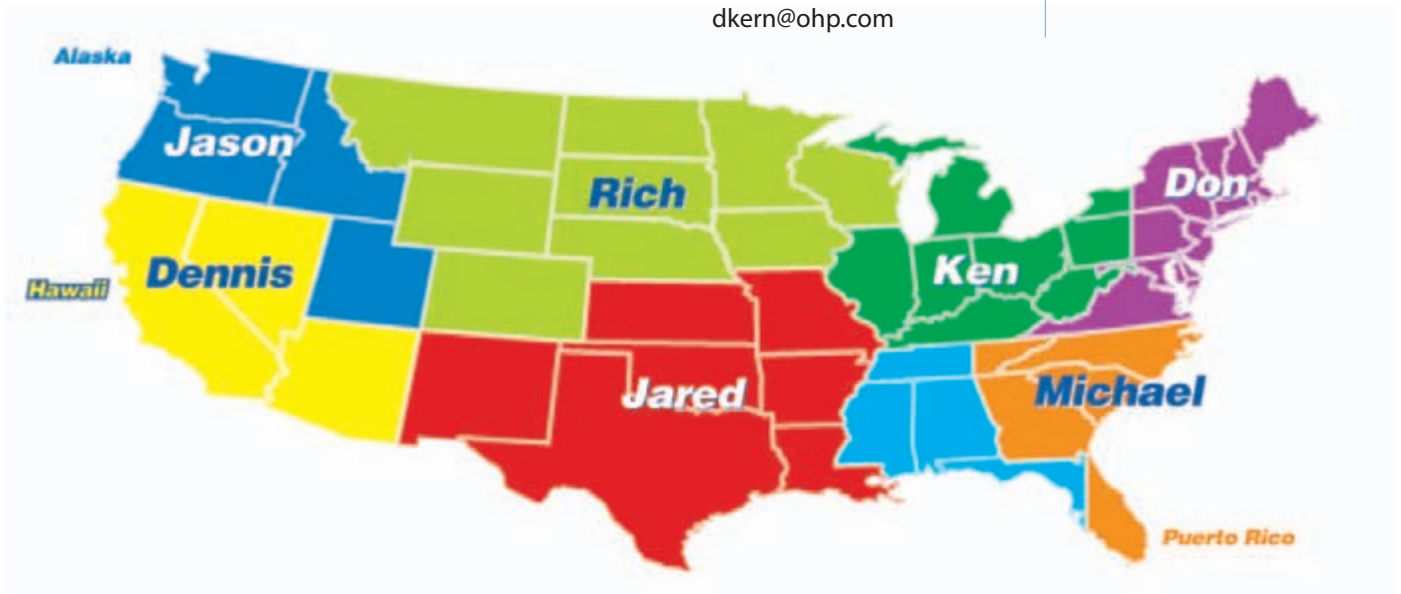 dkern@ohp.com
Alaska
Jason
Don
Rich
Ken
Dennis
Hawaii
Jared
Michael
Puerto Rico